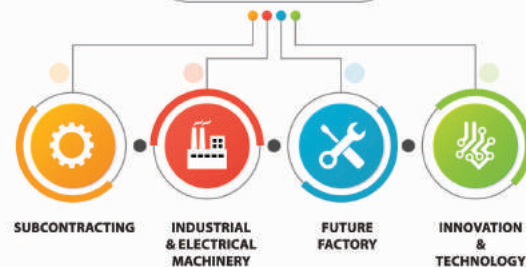 SUBCONTRACTING
INDUSTRIAL
& ELECTRICAL
MACHINERY
FUTURE
FACTORY
INNOVATION
&
TECHNOLOGY